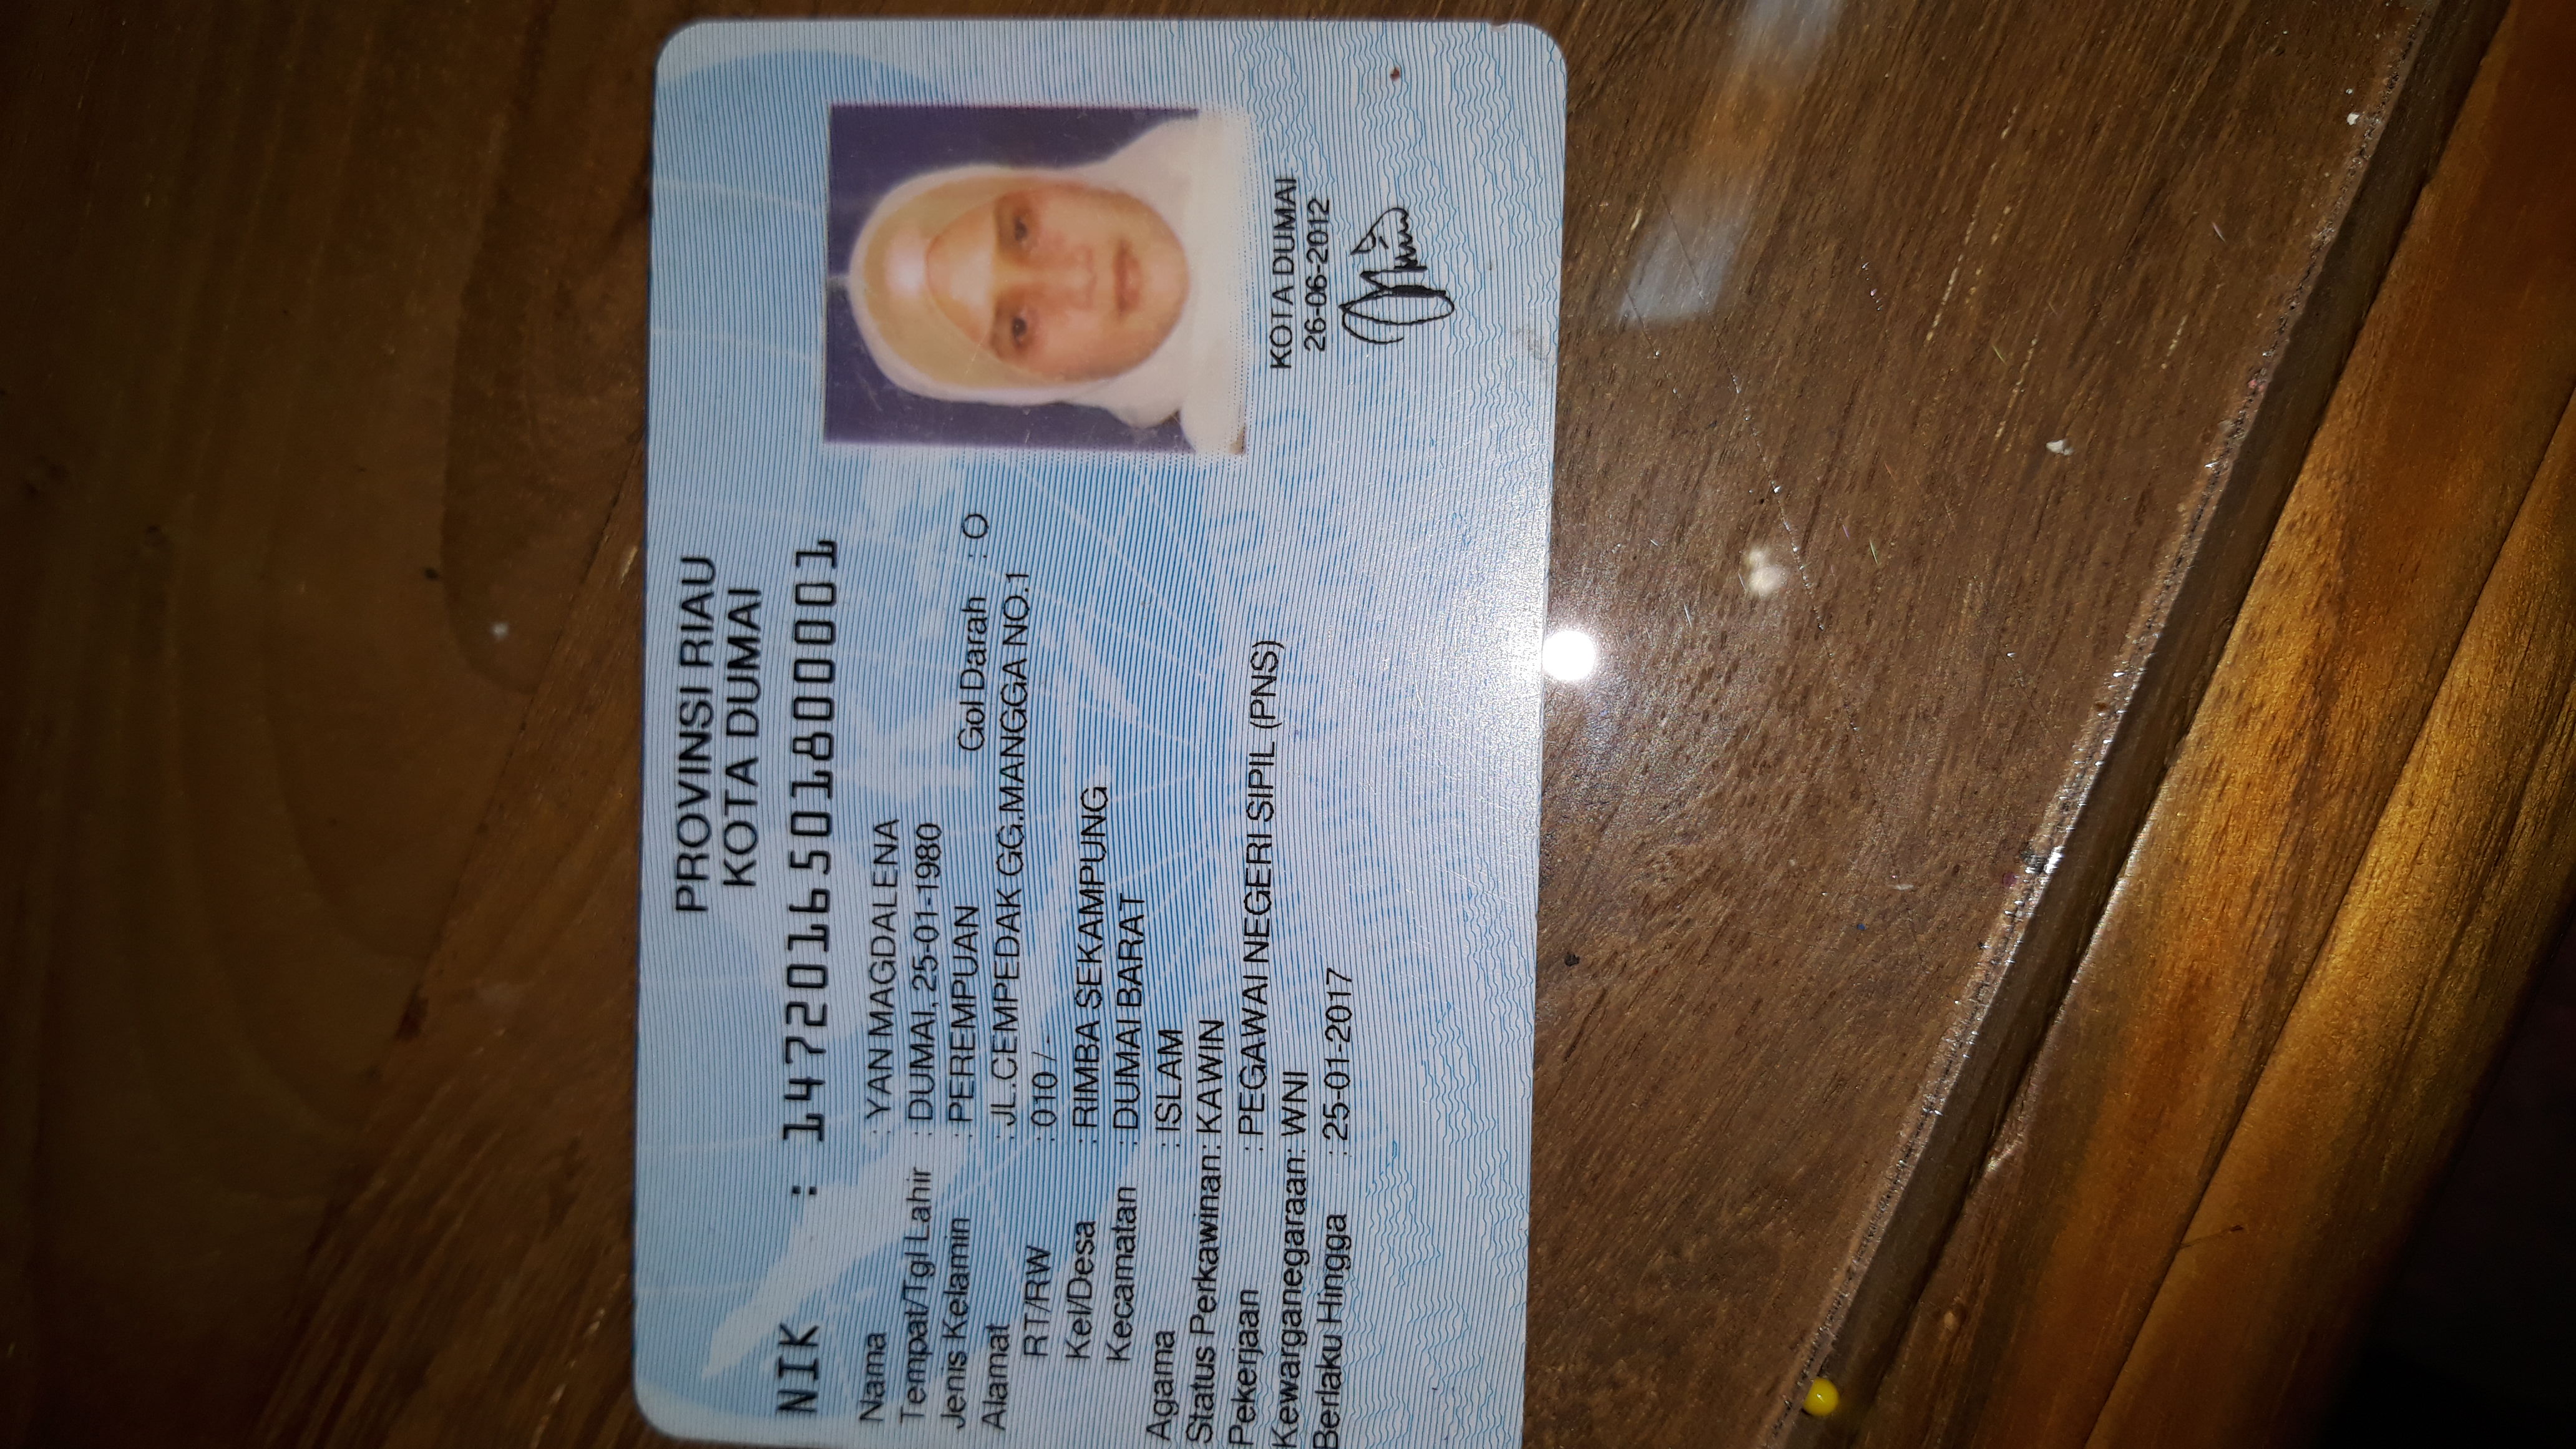 PROVINSI RIAU
KOTA DUMAI
NIK : 1472016501800001
Nama : YAN MAGDALENA
Tempat/Tgl Lahir : DUMAI, 25-01-1980
Jenis Kelamin : PEREMPUAN Gol Darah : O
Alamat : JL.CEMPEDAK GG.MANGGA NO.1
RT/RW : 010 / -
Kel/Desa : RIMBA SEKAMPUNG
Kecamatan : DUMAI BARAT
Agama : ISLAM
Status Perkawinan : KAWIN
Pekerjaan : PEGAWAI NEGERI SIPIL (PNS)
Kewarganegaraan : WNI
Berlaku Hingga : 25-01-2017
KOTA DUMAI
26-06-2012